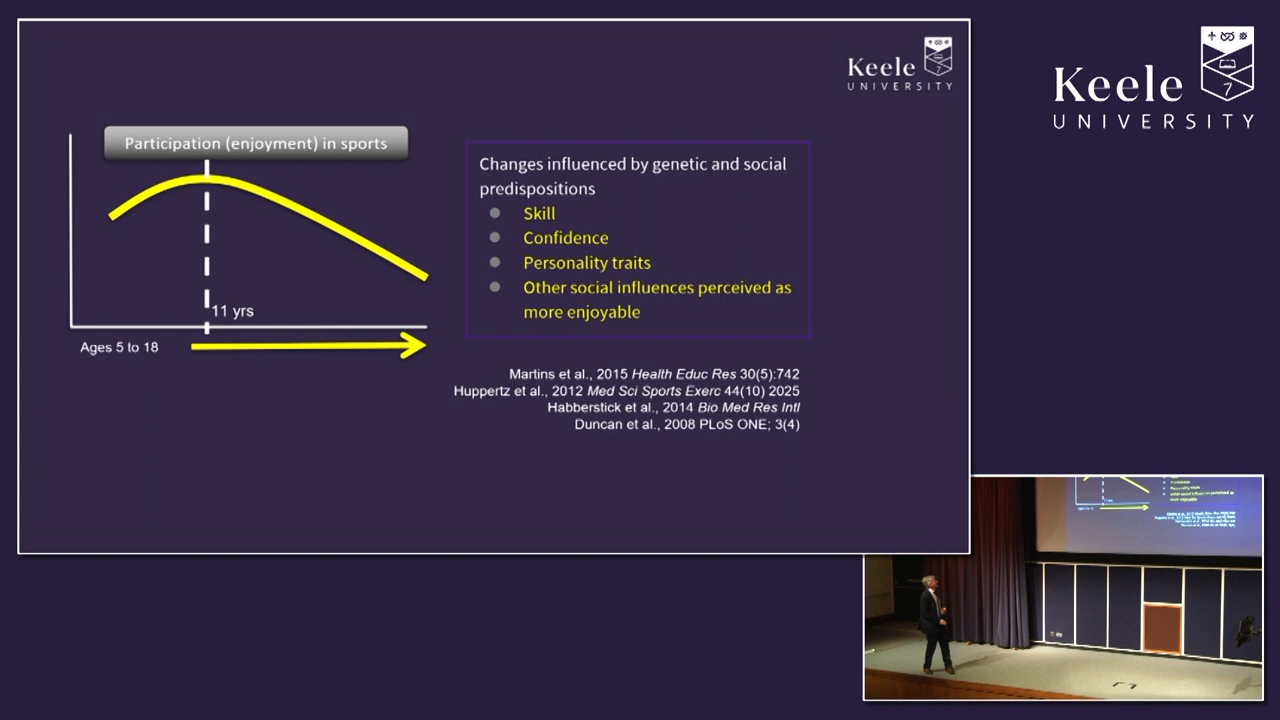 Keele
UNIVERSITY
Keele
UNIVERSITY
Participation (enjoyment) in sports
11 yrs
Ages 5 to 18
Changes influenced by genetic and social
predispositions
Skill
Confidence
Personality traits
Other social influences perceived as
more enjoyable
Martins et al., 2015 Health Educ Res 30(5):742
Huppertz et al., 2012 Med Sci Sports Exerc 44(10) 2025
Habberstick et al., 2014 Bio Med Res Intl
Duncan et al., 2008 PLoS ONE; 3(4)